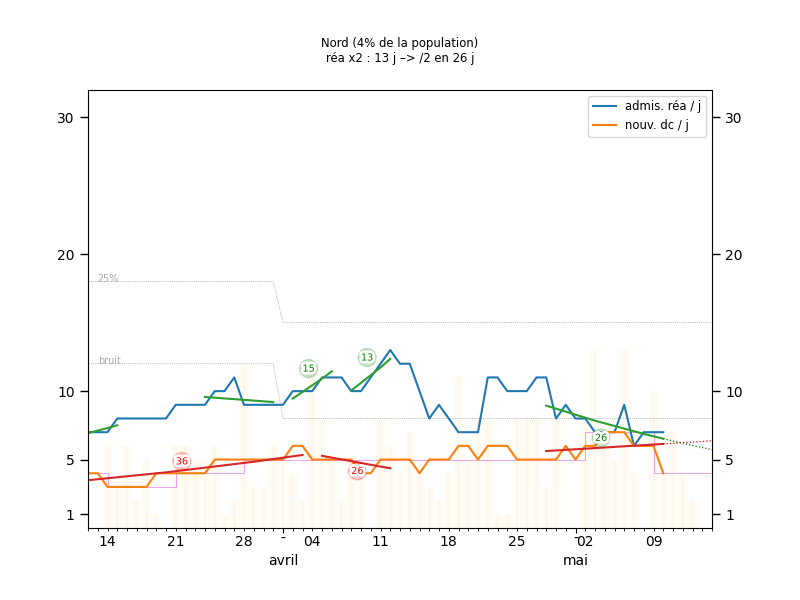 Nord (4% de la population)
réa x2 : 13 j –> /2 en 26 j
admis. réa / j
nouv. dc / j
30 30
20 20
25%
bruit
13
15
10 10
26
36
26
5 5
1 1
14 21 28 - 04 11 18 25 -02 09
avril mai